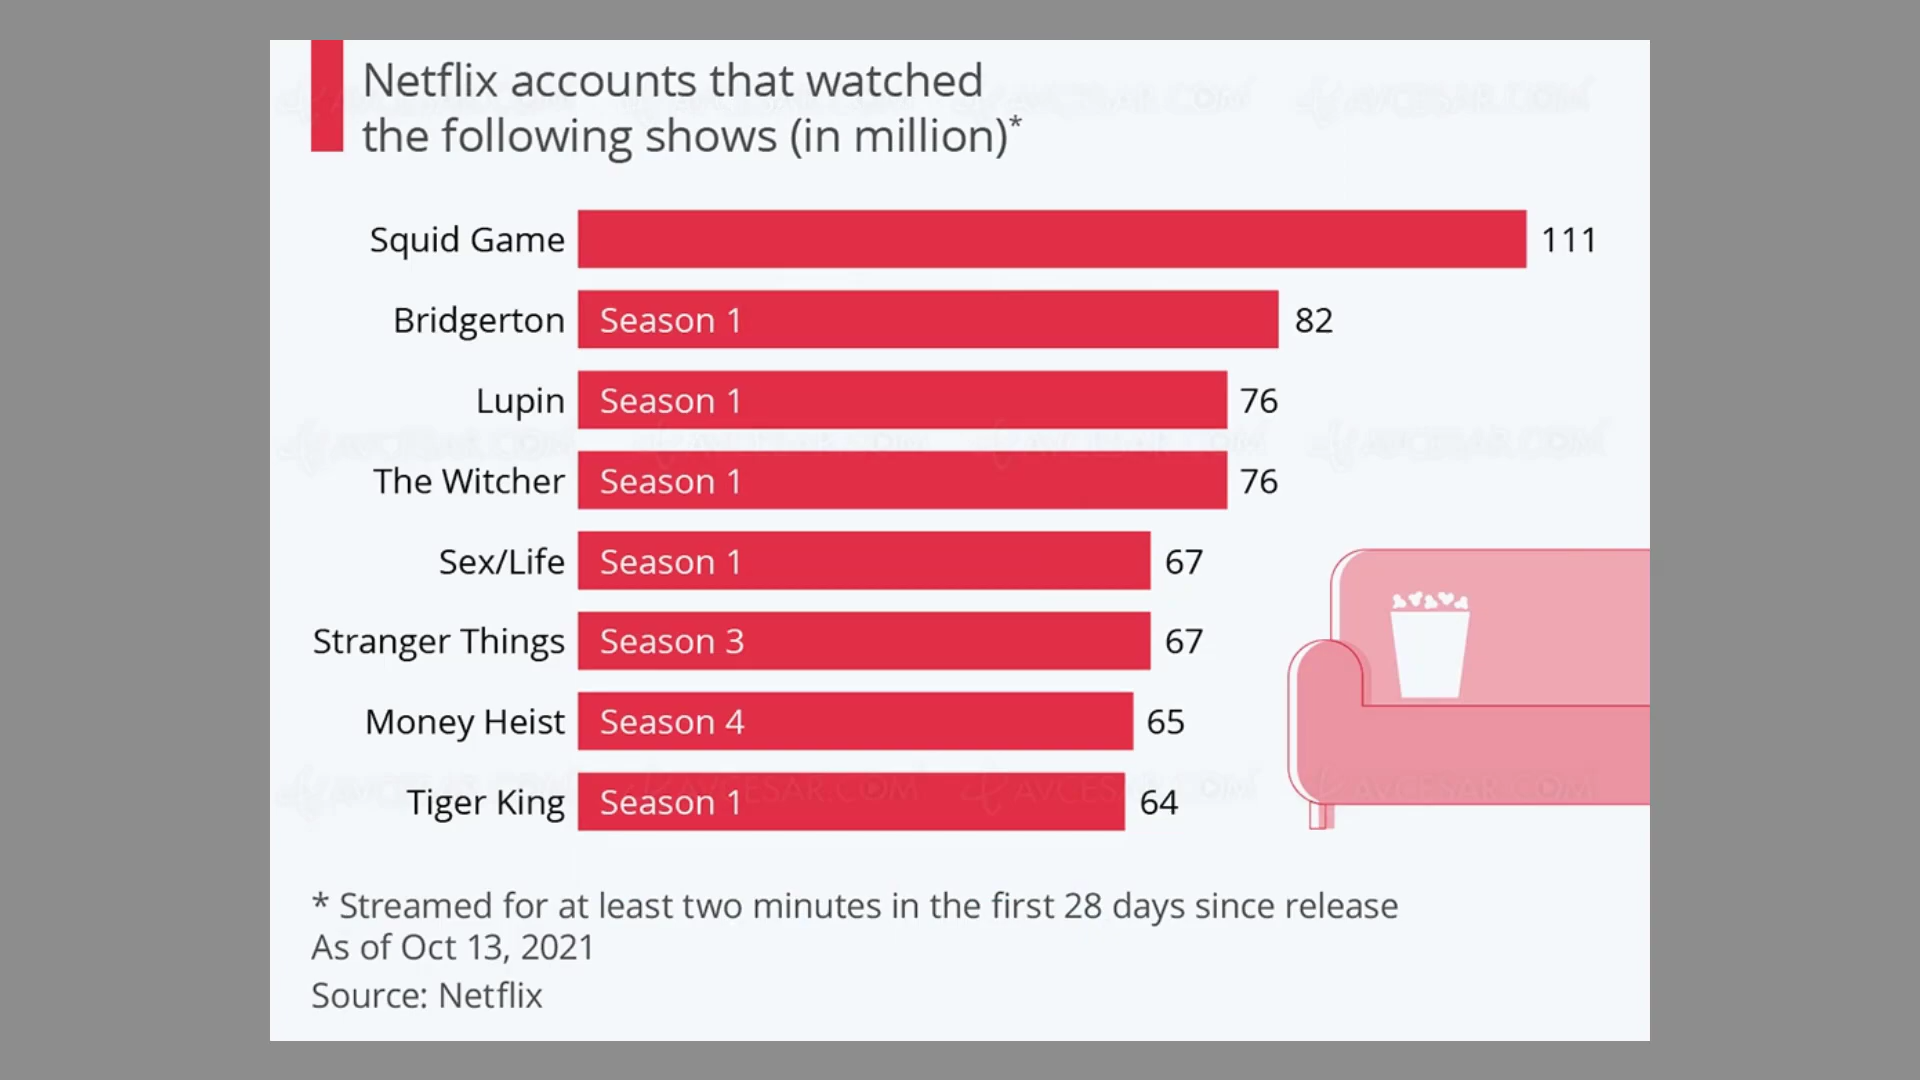 Netflix accounts that watched
the following shows (in million)*
Squid Game 111
Bridgerton Season 1 82
Lupin Season 1 76
The Witcher Season 1 76
Sex/Life Season 1 67
Stranger Things Season 3 67
Money Heist Season 4 65
Tiger King Season 1 64
* Streamed for at least two minutes in the first 28 days since release
As of Oct 13, 2021
Source: Netflix
AVCESAR.COM